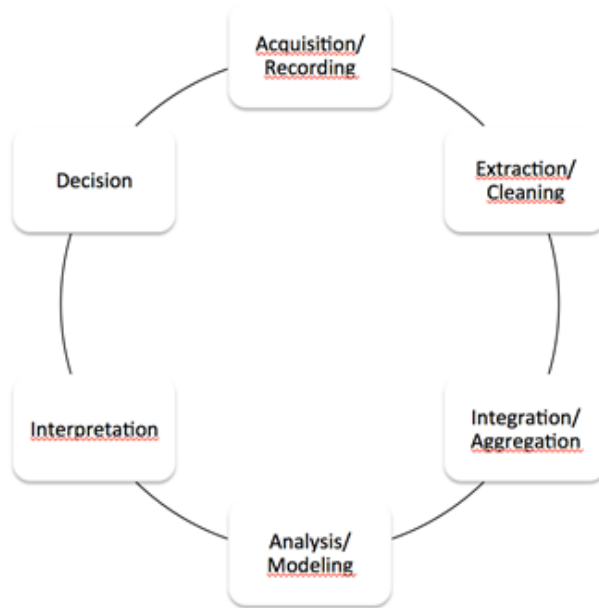 Acquisition/
Recording
Extraction/
Cleaning
Integration/
Aggregation
Analysis/
Modeling
Interpretation
Decision